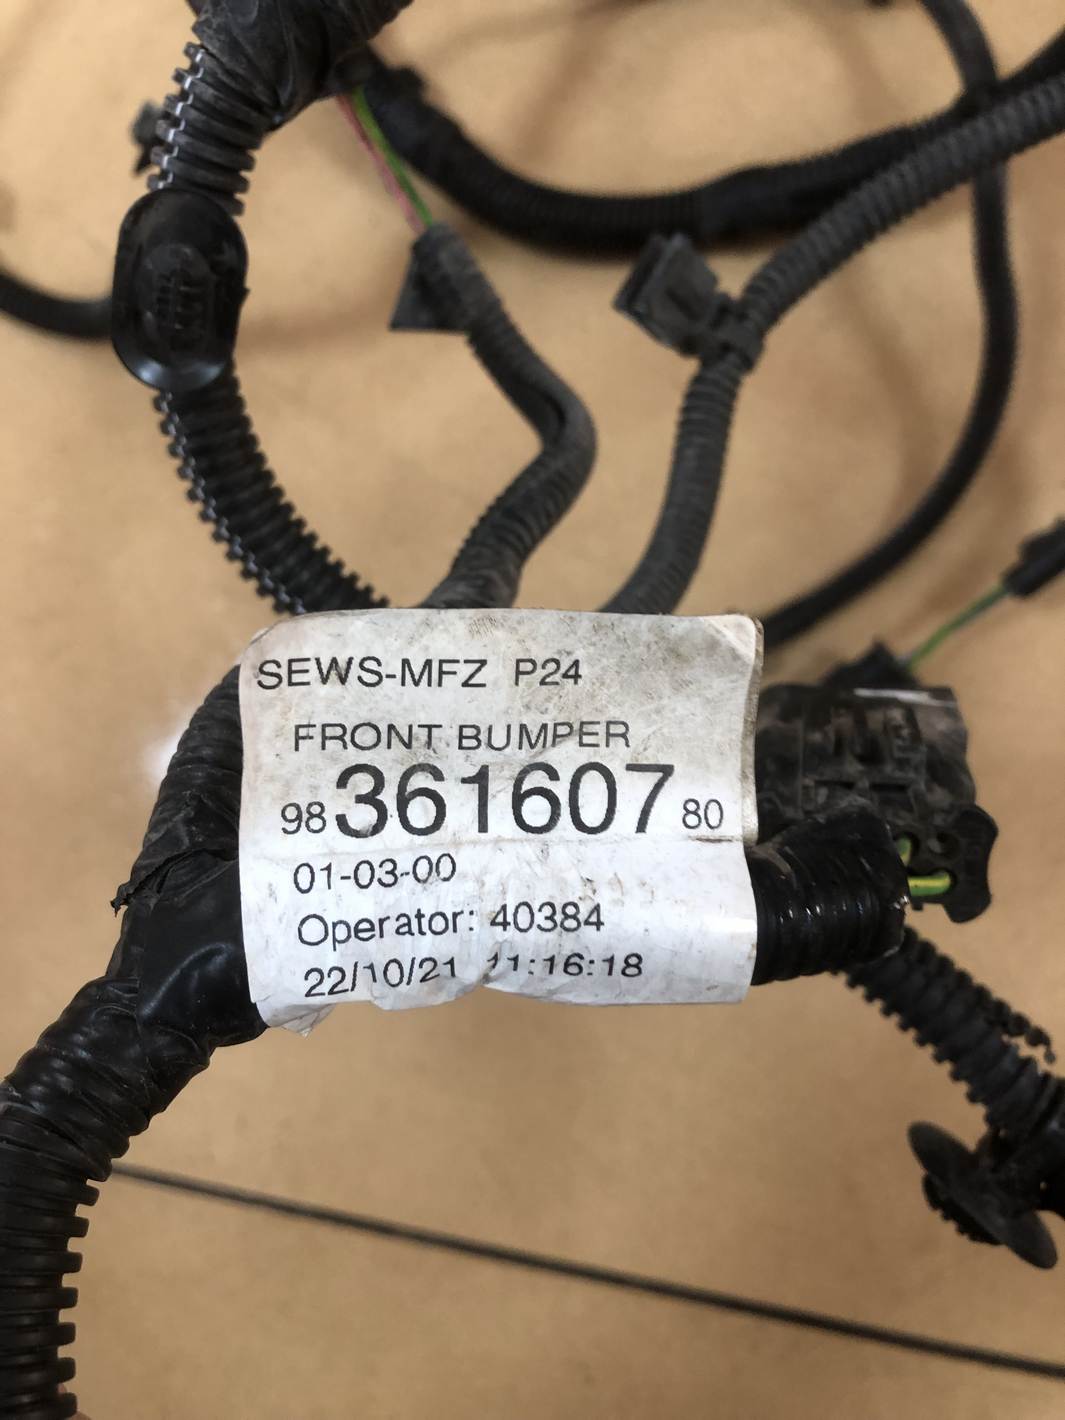 SEWS-MFZ P24
FRONT BUMPER
98 361607 80
01-03-00
Operator: 40384
22/10/21 11:16:18